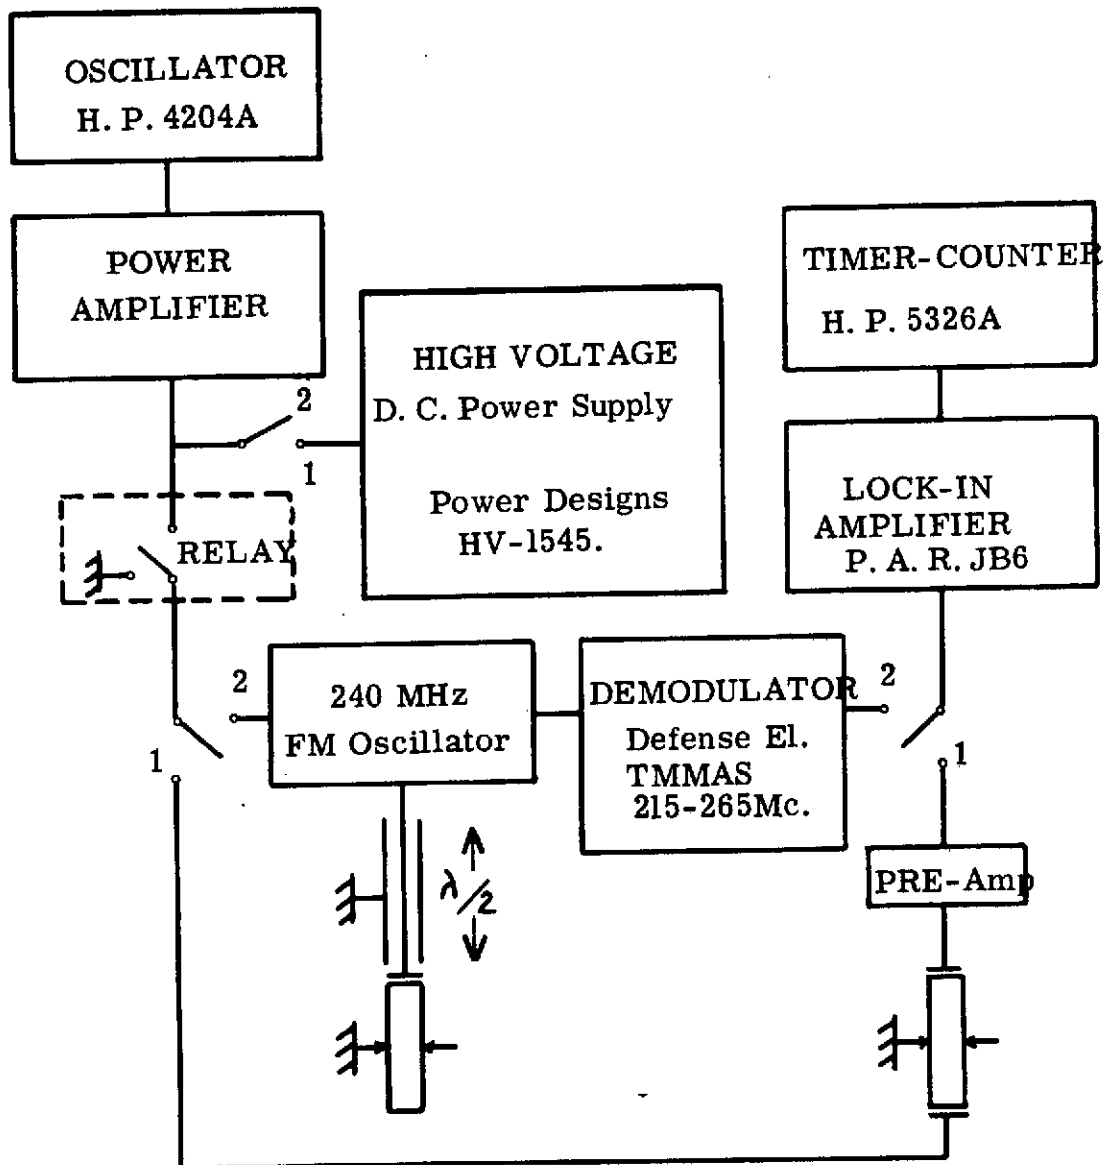 OSCILLATOR
H. P. 4204A
POWER
AMPLIFIER
TIMER-COUNTER
H. P. 5326A
HIGH VOLTAGE
D. C. Power Supply
Power Designs
HV-1545.
2
1
RELAY
LOCK-IN
AMPLIFIER
P. A. R. JB6
2
1
240 MHz
FM Oscillator
DEMODULATOR
Defense El.
TMMAS
215-265Mc.
2
1
λ/2
PRE-Amp